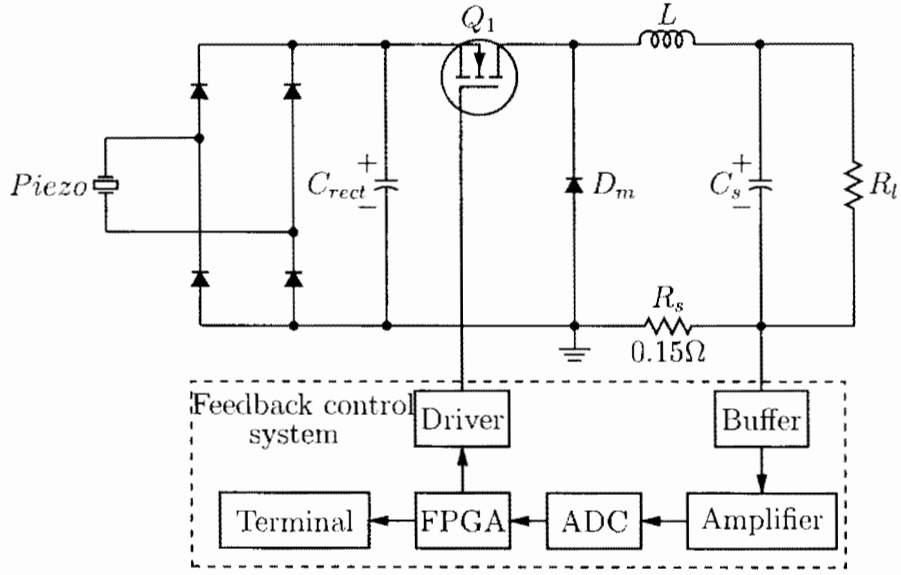 Q1
L
Piezo
Crect
+
−
Dm
Cs
+
−
Rl
Rs
0.15Ω
Feedback control
system
Driver
Buffer
Terminal
FPGA
ADC
Amplifier